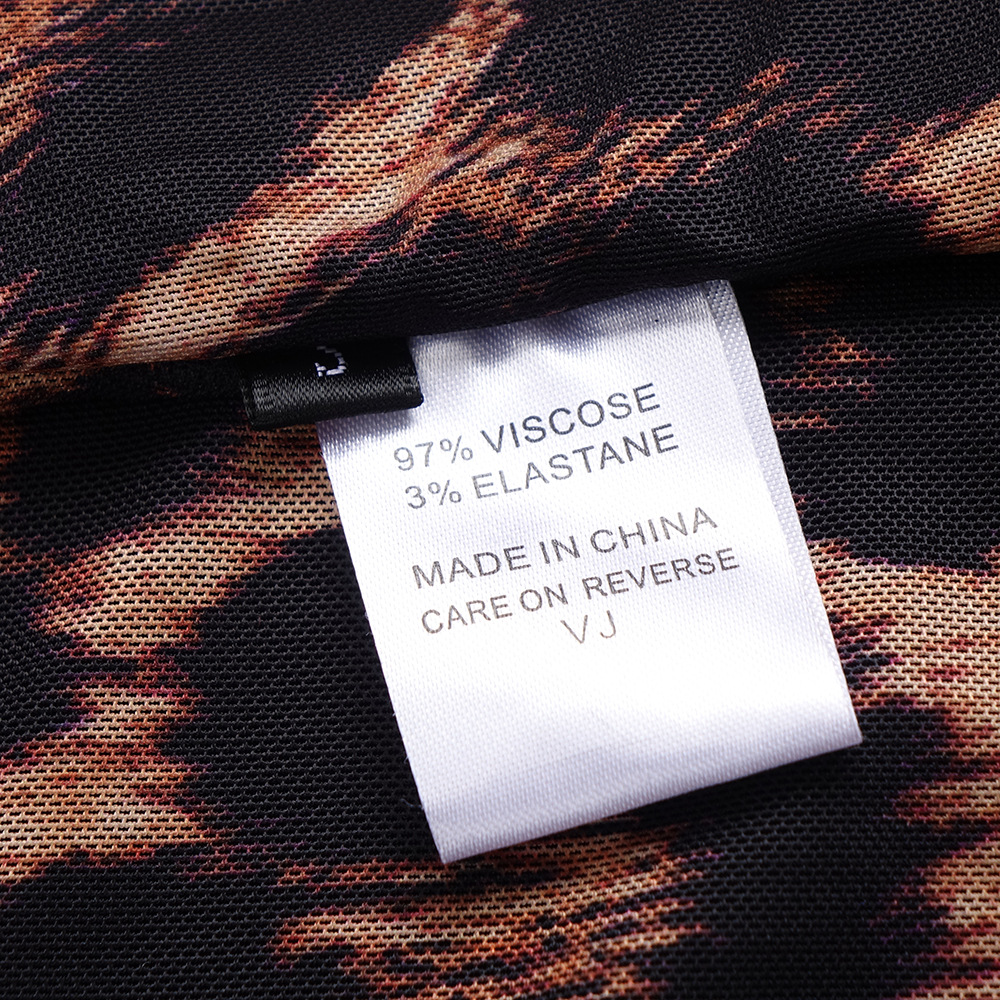 97% VISCOSE
3% ELASTANE
MADE IN CHINA
CARE ON REVERSE
VJ